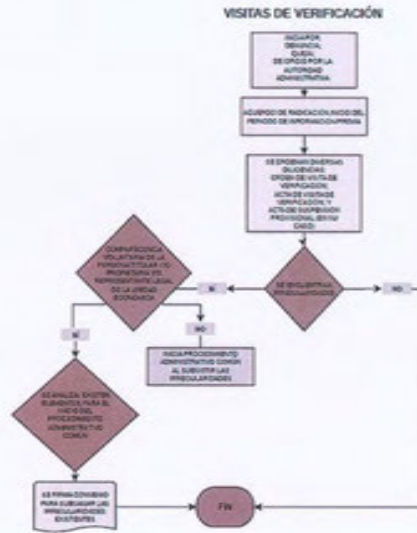 VISITAS DE VERIFICACIÓN
INICIA POR:
DENUNCIA,
QUEJA,
DE OFICIO POR LA
AUTORIDAD
ADMINISTRATIVA
ACUERDO DE RADICACIÓN, INICIO DEL
PERIODO DE INFORMACIÓN PREVIA
SE ORDENAN DIVERSAS
DILIGENCIAS:
ORDEN DE VISITA DE
VERIFICACIÓN,
ACTA DE VISITA DE
VERIFICACIÓN, Y
ACTA DE SUSPENSIÓN
PROVISIONAL (EN SU
CASO)
SE ENCUENTRAN
IRREGULARIDADES
SÍ
NO
COMPARECENCIA
VOLUNTARIA DE LA
PERSONA TITULAR Y/O
PROPIETARIA Y/O
REPRESENTANTE LEGAL
DE LA UNIDAD
ECONÓMICA
SÍ
NO
INICIA PROCEDIMIENTO
ADMINISTRATIVO COMÚN
AL SUBSISTIR LAS
IRREGULARIDADES
SE ANALIZA, EXISTEN
ELEMENTOS PARA EL
INICIO DEL
PROCEDIMIENTO
ADMINISTRATIVO
COMÚN
SE FIRMA CONVENIO
PARA SUBSANAR LAS
IRREGULARIDADES
EXISTENTES
FIN